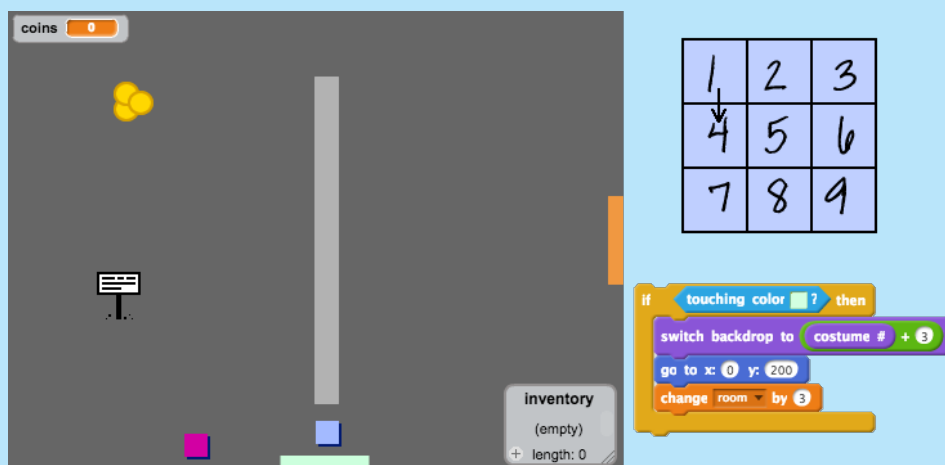 coins 0
inventory
(empty)
+ length: 0
1 2 3
4 5 6
7 8 9
if touching color ? then
switch backdrop to costume # + 3
go to x: 0 y: 200
change room by 3